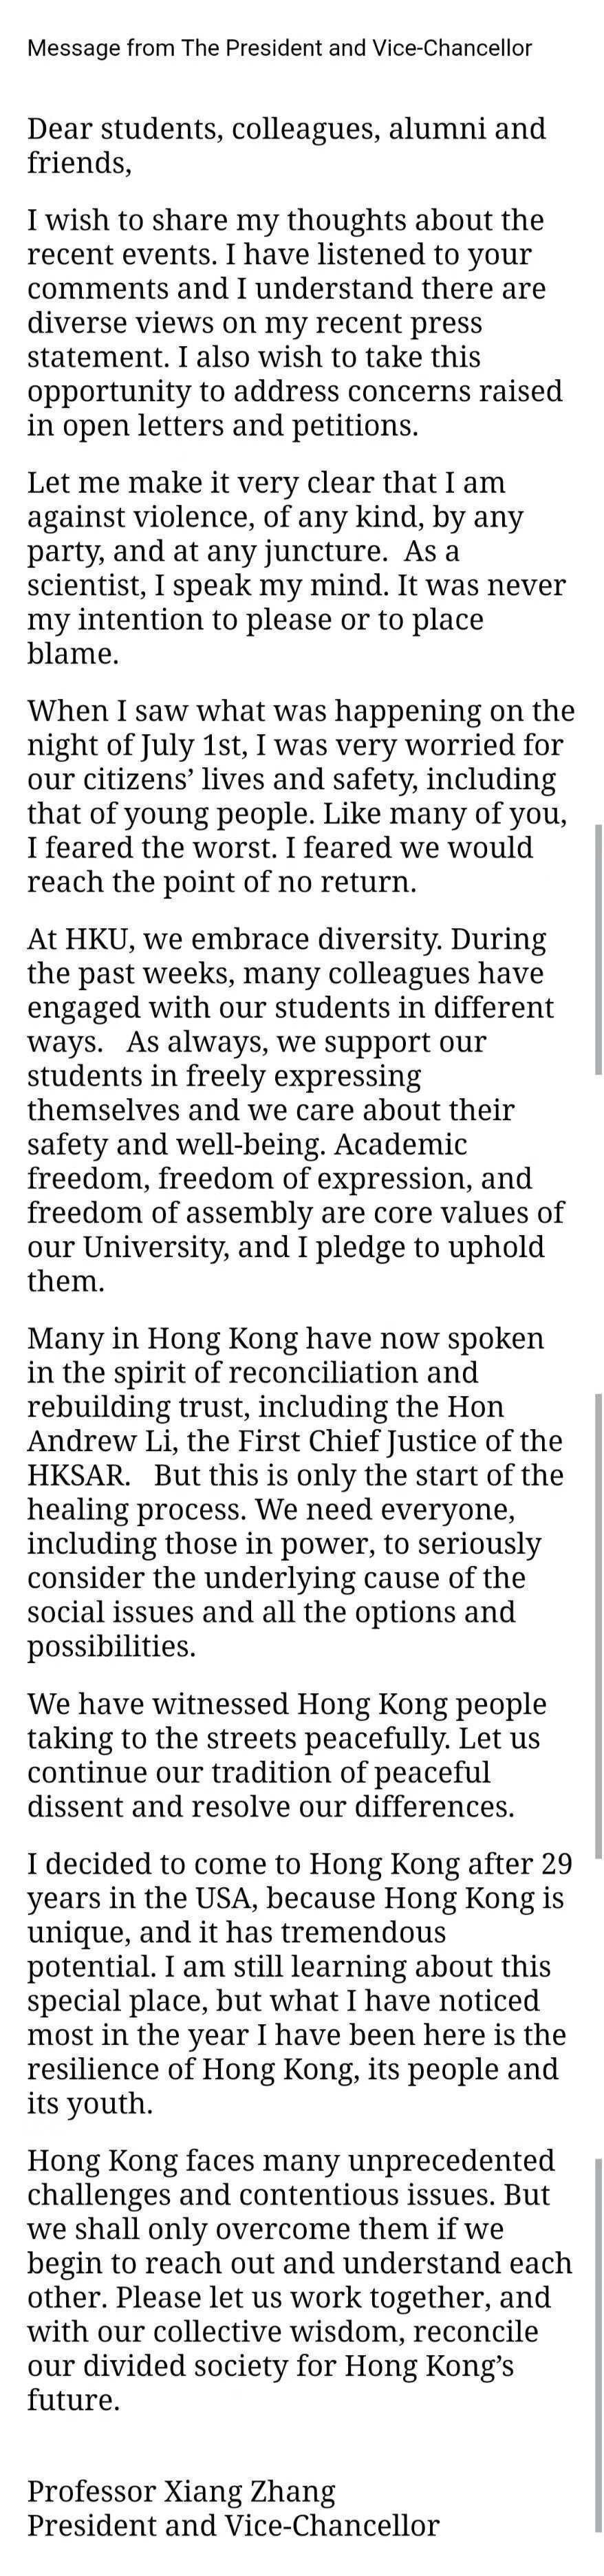 Message from The President and Vice-Chancellor
Dear students, colleagues, alumni and
friends,
I wish to share my thoughts about the
recent events. I have listened to your
comments and I understand there are
diverse views on my recent press
statement. I also wish to take this
opportunity to address concerns raised
in open letters and petitions.
Let me make it very clear that I am
against violence, of any kind, by any
party, and at any juncture.  As a
scientist, I speak my mind. It was never
my intention to please or to place
blame.
When I saw what was happening on the
night of July 1st, I was very worried for
our citizens’ lives and safety, including
that of young people. Like many of you,
I feared the worst. I feared we would
reach the point of no return.
At HKU, we embrace diversity. During
the past weeks, many colleagues have
engaged with our students in different
ways.   As always, we support our
students in freely expressing
themselves and we care about their
safety and well-being. Academic
freedom, freedom of expression, and
freedom of assembly are core values of
our University, and I pledge to uphold
them.
Many in Hong Kong have now spoken
in the spirit of reconciliation and
rebuilding trust, including the Hon
Andrew Li, the First Chief Justice of the
HKSAR.   But this is only the start of the
healing process. We need everyone,
including those in power, to seriously
consider the underlying cause of the
social issues and all the options and
possibilities.
We have witnessed Hong Kong people
taking to the streets peacefully. Let us
continue our tradition of peaceful
dissent and resolve our differences.
I decided to come to Hong Kong after 29
years in the USA, because Hong Kong is
unique, and it has tremendous
potential. I am still learning about this
special place, but what I have noticed
most in the year I have been here is the
resilience of Hong Kong, its people and
its youth.
Hong Kong faces many unprecedented
challenges and contentious issues. But
we shall only overcome them if we
begin to reach out and understand each
other. Please let us work together, and
with our collective wisdom, reconcile
our divided society for Hong Kong’s
future.
Professor Xiang Zhang
President and Vice-Chancellor